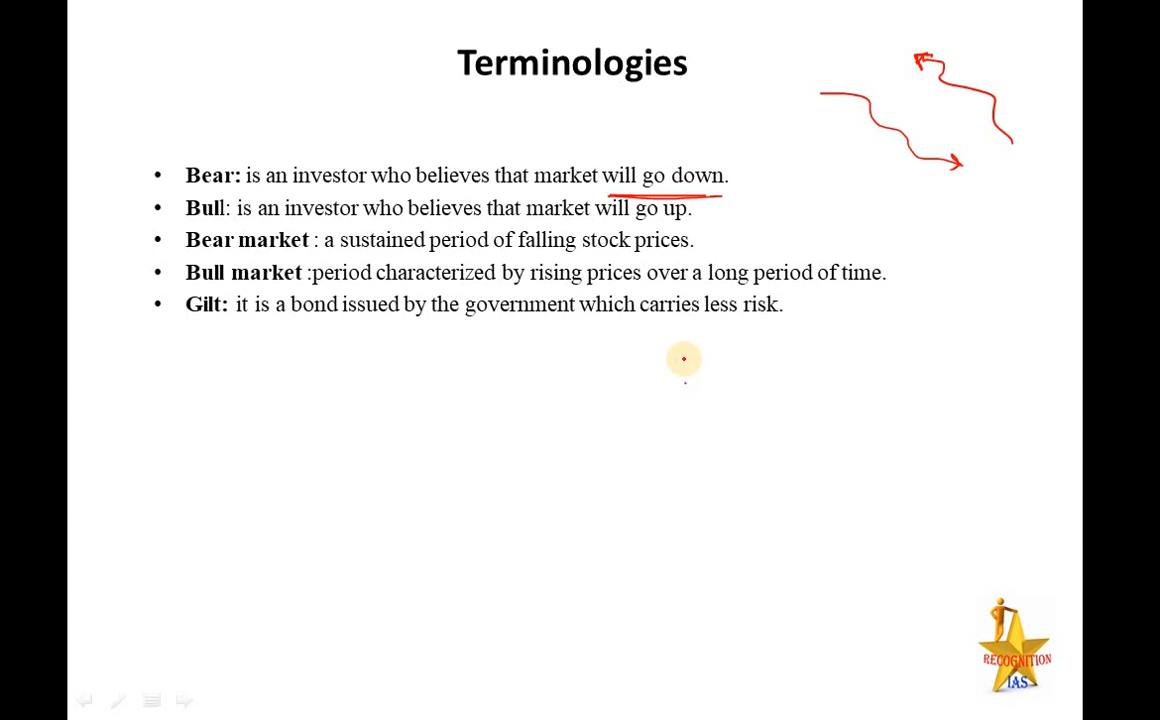 Terminologies
• Bear: is an investor who believes that market will go down.
• Bull: is an investor who believes that market will go up.
• Bear market : a sustained period of falling stock prices.
• Bull market :period characterized by rising prices over a long period of time.
• Gilt: it is a bond issued by the government which carries less risk.
RECOGNITION
IAS